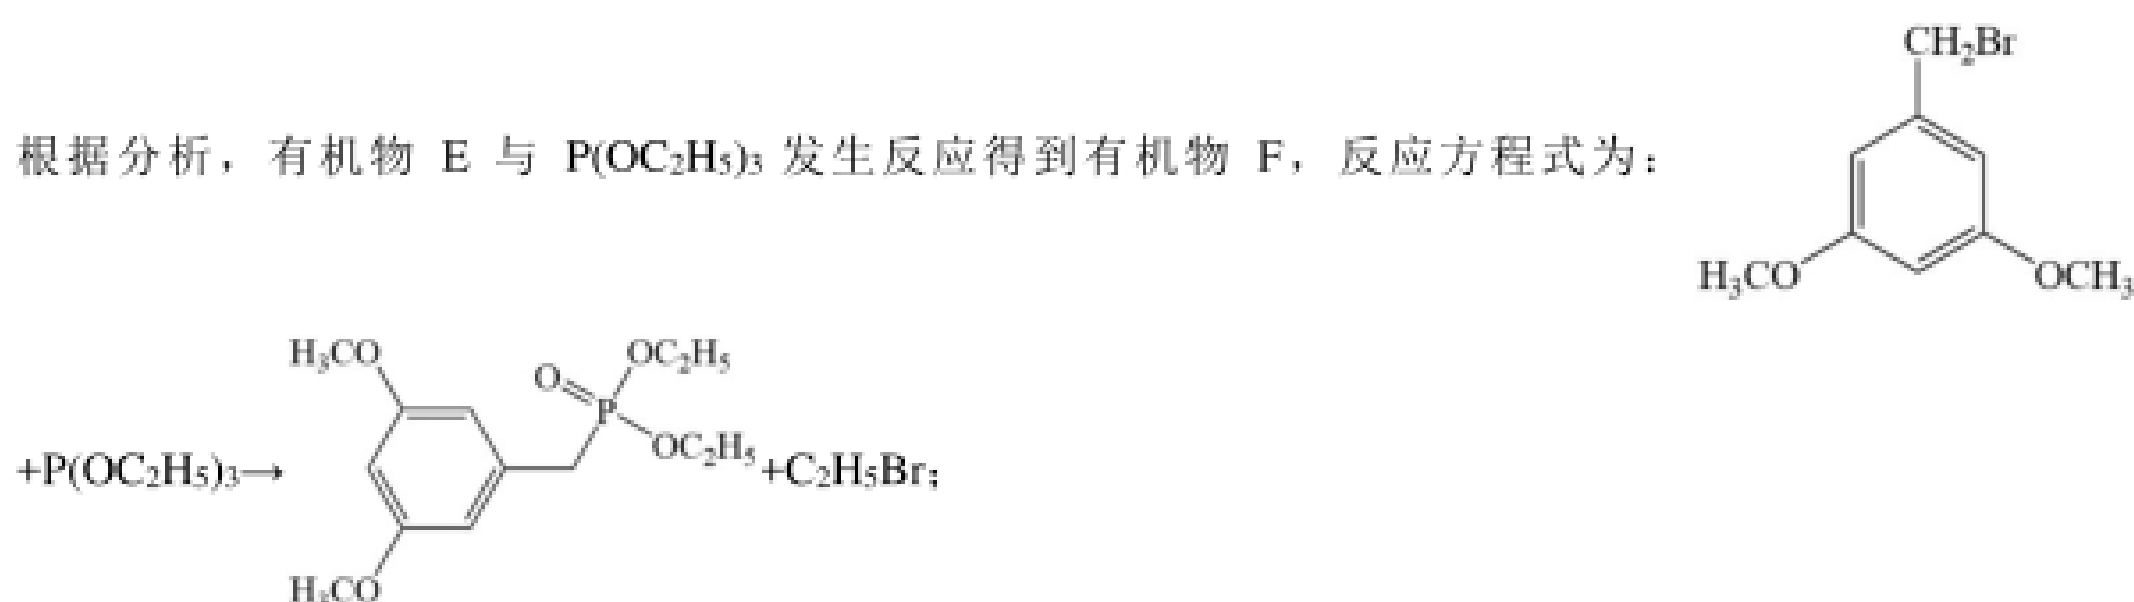 CH₂Br
根据分析，有机物 E 与 P(OC₂H₅)₃ 发生反应得到有机物 F，反应方程式为：
H₃CO OCH₃
H₃CO O OC₂H₅
P
OC₂H₅
+P(OC₂H₅)₃→ +C₂H₅Br；
H₃CO